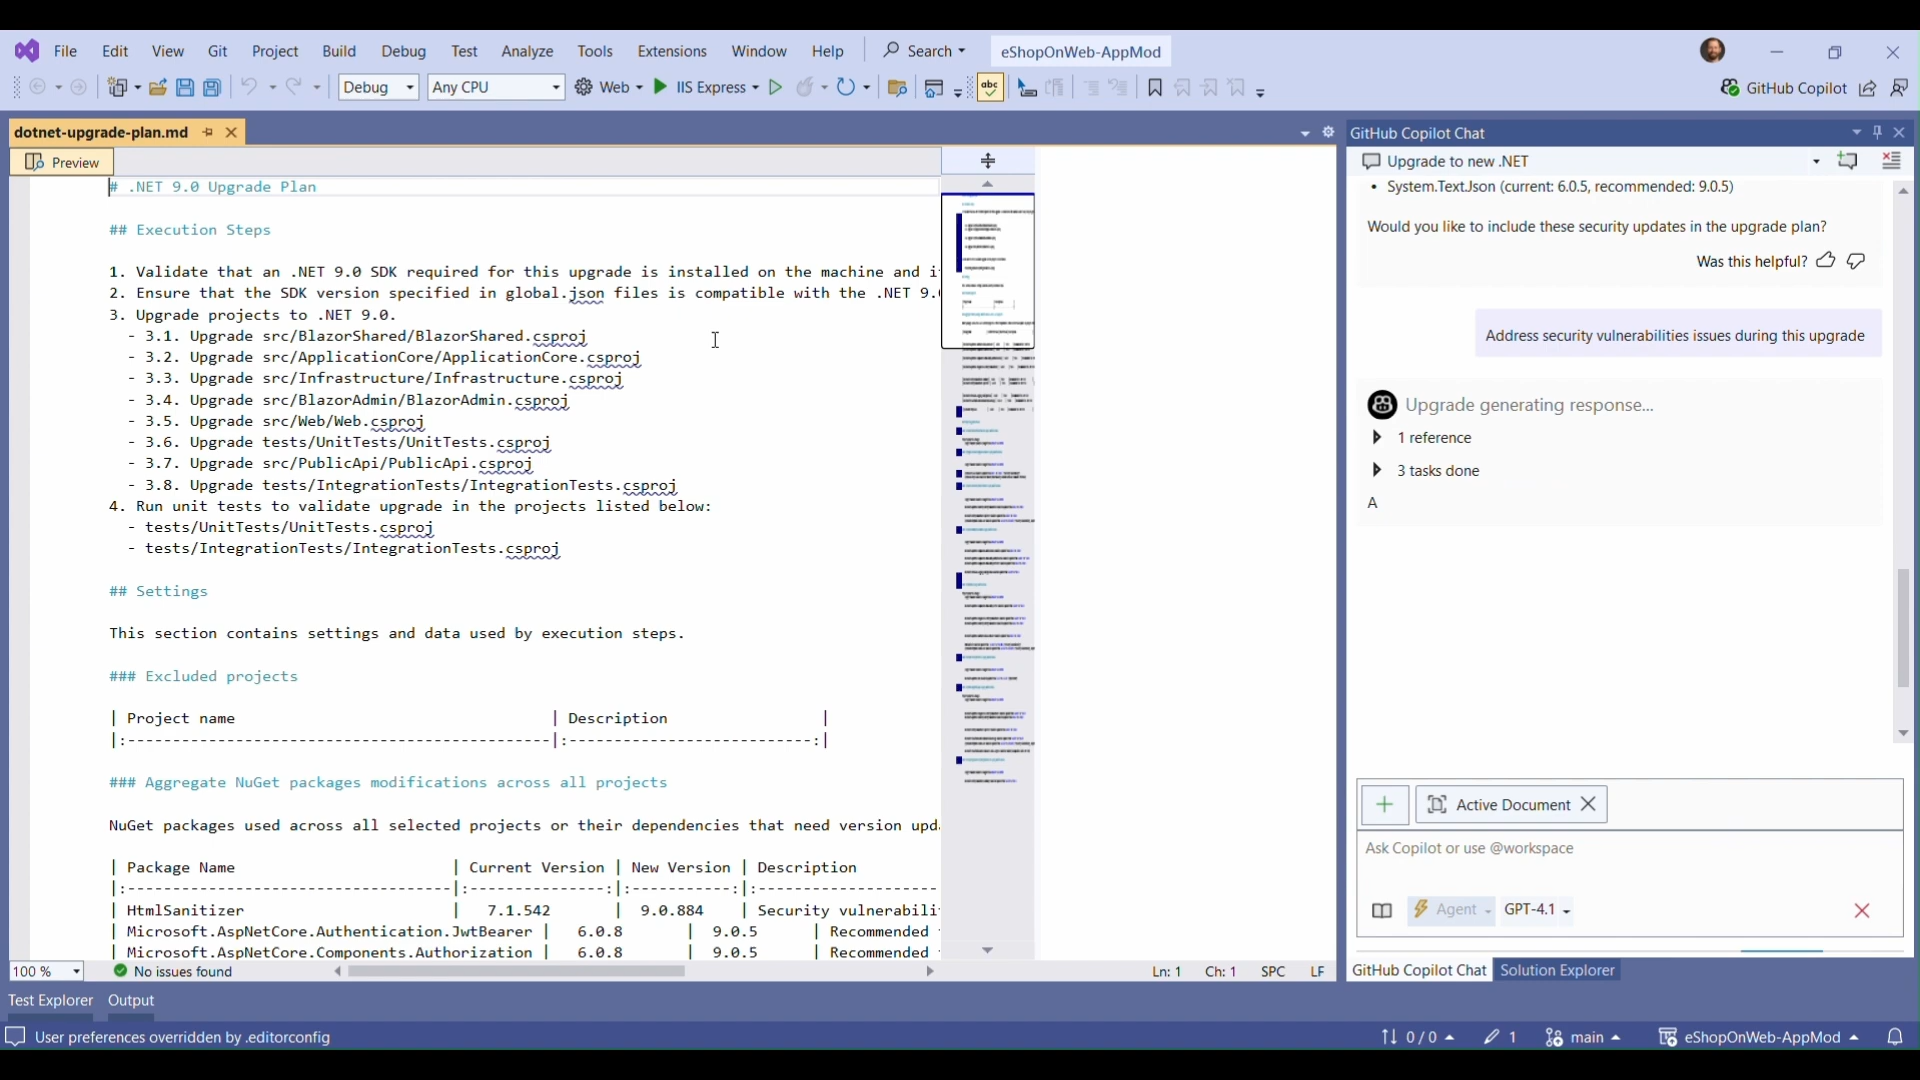 File Edit View Git Project Build Debug Test Analyze Tools Extensions Window Help Search eShopOnWeb-AppMod
Debug Any CPU Web IIS Express abc GitHub Copilot
dotnet-upgrade-plan.md
Preview
# .NET 9.0 Upgrade Plan
## Execution Steps
1. Validate that an .NET 9.0 SDK required for this upgrade is installed on the machine and i
2. Ensure that the SDK version specified in global.json files is compatible with the .NET 9.
3. Upgrade projects to .NET 9.0.
- 3.1. Upgrade src/BlazorShared/BlazorShared.csproj
- 3.2. Upgrade src/ApplicationCore/ApplicationCore.csproj
- 3.3. Upgrade src/Infrastructure/Infrastructure.csproj
- 3.4. Upgrade src/BlazorAdmin/BlazorAdmin.csproj
- 3.5. Upgrade src/Web/Web.csproj
- 3.6. Upgrade tests/UnitTests/UnitTests.csproj
- 3.7. Upgrade src/PublicApi/PublicApi.csproj
- 3.8. Upgrade tests/IntegrationTests/IntegrationTests.csproj
4. Run unit tests to validate upgrade in the projects listed below:
- tests/UnitTests/UnitTests.csproj
- tests/IntegrationTests/IntegrationTests.csproj
## Settings
This section contains settings and data used by execution steps.
### Excluded projects
| Project name | Description |
|:-----------------------------------------------|:---------------------------:|
### Aggregate NuGet packages modifications across all projects
NuGet packages used across all selected projects or their dependencies that need version upd
| Package Name | Current Version | New Version | Description
|:------------------------------------|:---------------:|:-----------:|:--------------------
| HtmlSanitizer | 7.1.542 | 9.0.884 | Security vulnerabili
| Microsoft.AspNetCore.Authentication.JwtBearer | 6.0.8 | 9.0.5 | Recommended
| Microsoft.AspNetCore.Components.Authorization | 6.0.8 | 9.0.5 | Recommended
100 % No issues found Ln: 1 Ch: 1 SPC LF
GitHub Copilot Chat
Upgrade to new .NET
• System.TextJson (current: 6.0.5, recommended: 9.0.5)
Would you like to include these security updates in the upgrade plan?
Was this helpful?
Address security vulnerabilities issues during this upgrade
Upgrade generating response...
1 reference
3 tasks done
A
Active Document
Ask Copilot or use @workspace
Agent GPT-4.1
GitHub Copilot Chat Solution Explorer
Test Explorer Output
User preferences overridden by .editorconfig 0 / 0 1 main eShopOnWeb-AppMod